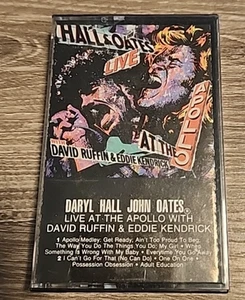 HALL & OATES
LIVE
AT THE
APOLLO
DAVID RUFFIN & EDDIE KENDRICK
DARYL HALL JOHN OATES
LIVE AT THE APOLLO WITH
DAVID RUFFIN & EDDIE KENDRICK
1 Apollo Medley: Get Ready, Ain't Too Proud To Beg,
The Way You Do The Things You Do, My Girl • When
Something Is Wrong With My Baby • Everytime You Go Away
2 I Can't Go For That (No Can Do) • One On One •
Possession Obsession • Adult Education